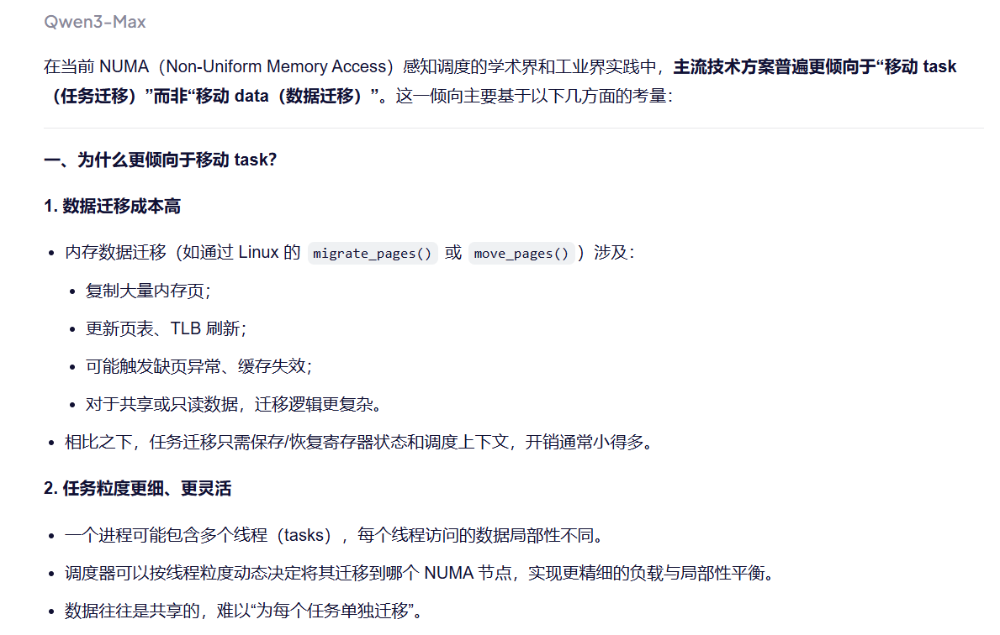 Qwen3-Max
在当前 NUMA（Non-Uniform Memory Access）感知调度的学术界和工业界实践中，主流技术方案普遍更倾向于“移动 task
（任务迁移）”而非“移动 data（数据迁移）”。这一倾向主要基于以下几方面的考量：
一、为什么更倾向于移动 task？
1. 数据迁移成本高
• 内存数据迁移（如通过 Linux 的 migrate_pages() 或 move_pages() ）涉及：
• 复制大量内存页；
• 更新页表、TLB 刷新；
• 可能触发缺页异常、缓存失效；
• 对于共享或只读数据，迁移逻辑更复杂。
• 相比之下，任务迁移只需保存/恢复寄存器状态和调度上下文，开销通常小得多。
2. 任务粒度更细、更灵活
• 一个进程可能包含多个线程（tasks），每个线程访问的数据局部性不同。
• 调度器可以按线程粒度动态决定将其迁移到哪个 NUMA 节点，实现更精细的负载与局部性平衡。
• 数据往往是共享的，难以“为每个任务单独迁移”。